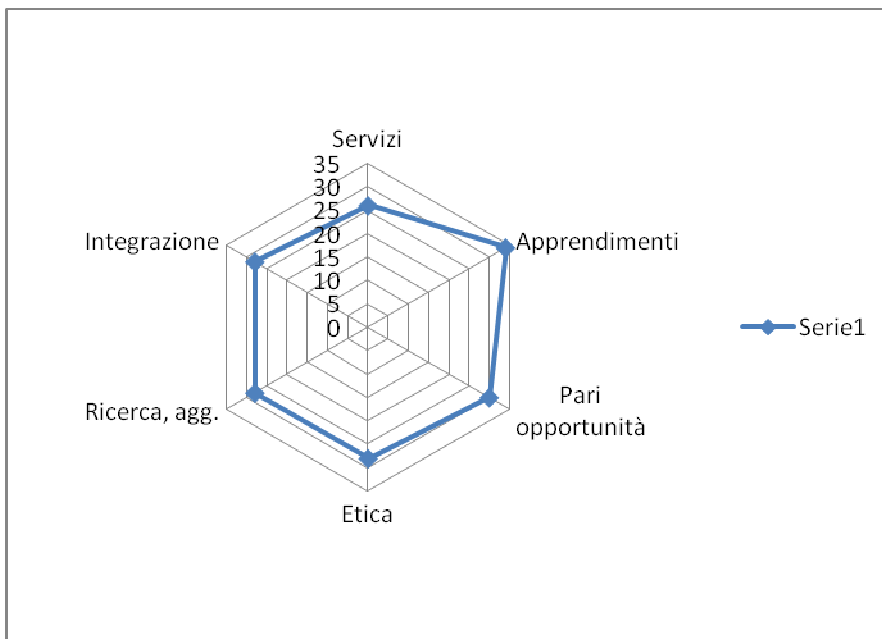 Servizi
35
30
25
20
15
10
5
0
Integrazione
Apprendimenti
Serie1
Ricerca, agg.
Pari
opportunità
Etica